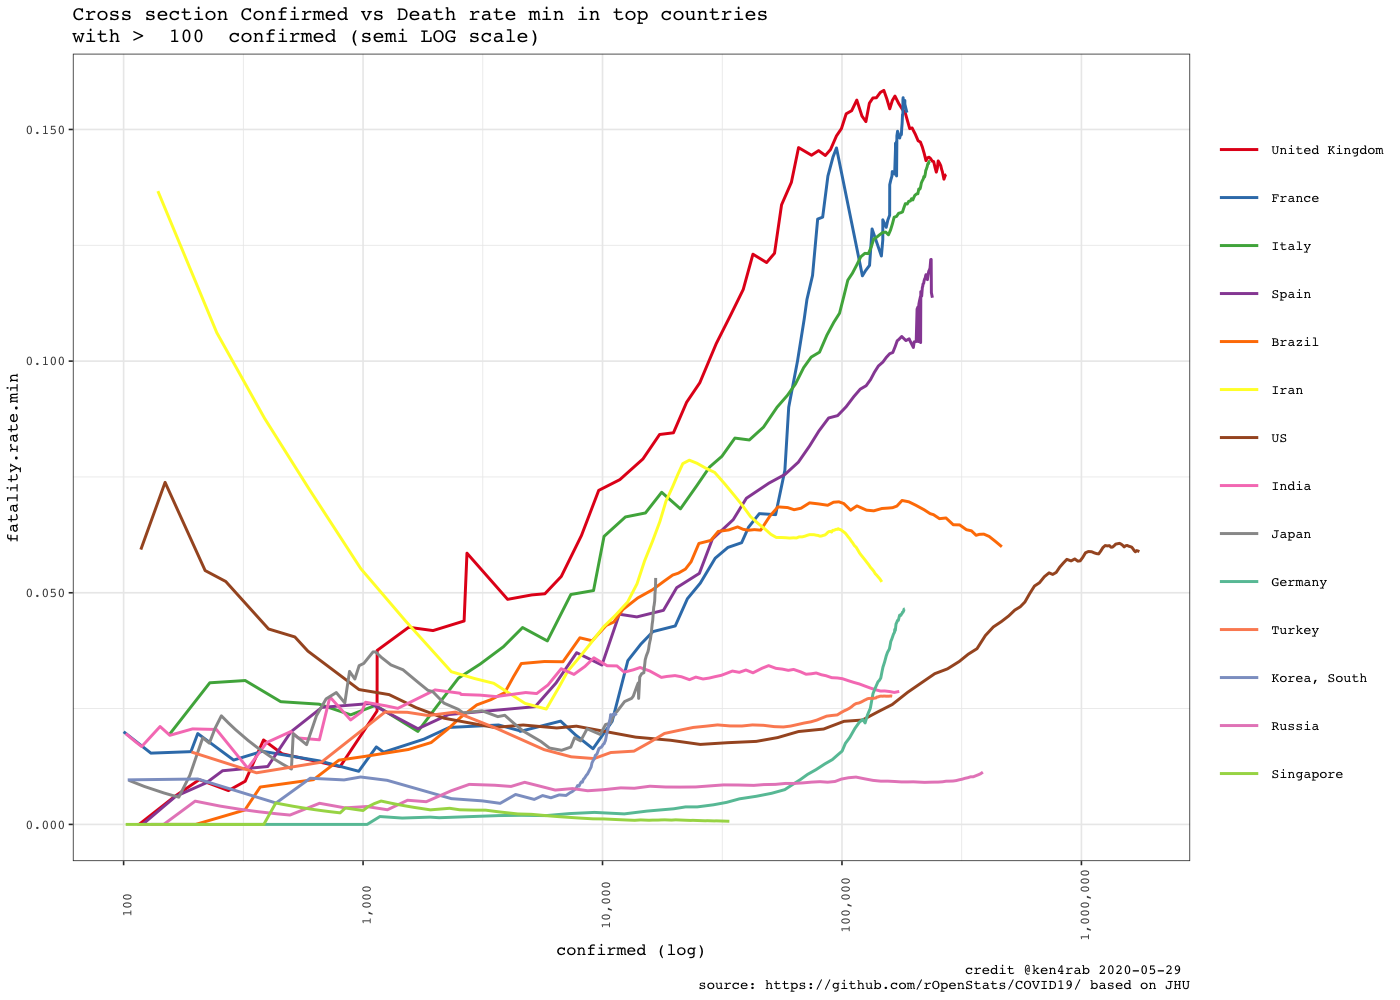 Cross section Confirmed vs Death rate min in top countries
with >  100  confirmed (semi LOG scale)
fatality.rate.min
0.150
0.100
0.050
0.000
100
1,000
10,000
100,000
1,000,000
confirmed (log)
United Kingdom
France
Italy
Spain
Brazil
Iran
US
India
Japan
Germany
Turkey
Korea, South
Russia
Singapore
credit @ken4rab 2020-05-29
source: https://github.com/rOpenStats/COVID19/ based on JHU